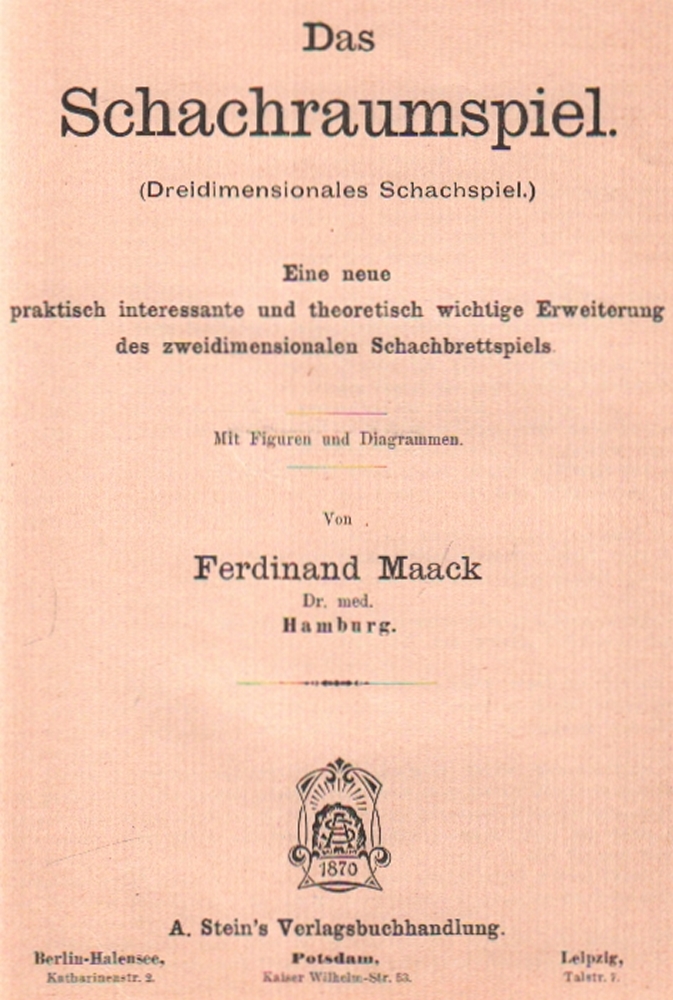 Das
Schachraumspiel.
(Dreidimensionales Schachspiel.)
Eine neue
praktisch interessante und theoretisch wichtige Erweiterung
des zweidimensionalen Schachbrettspiels
Mit Figuren und Diagrammen.
Von
Ferdinand Maack
Dr. med.
Hamburg.
AS
1870
A. Stein's Verlagsbuchhandlung.
Berlin-Halensee, Potsdam, Leipzig,
Katharinenstr. 2. Kaiser Wilhelm-Str. 53. Talstr.